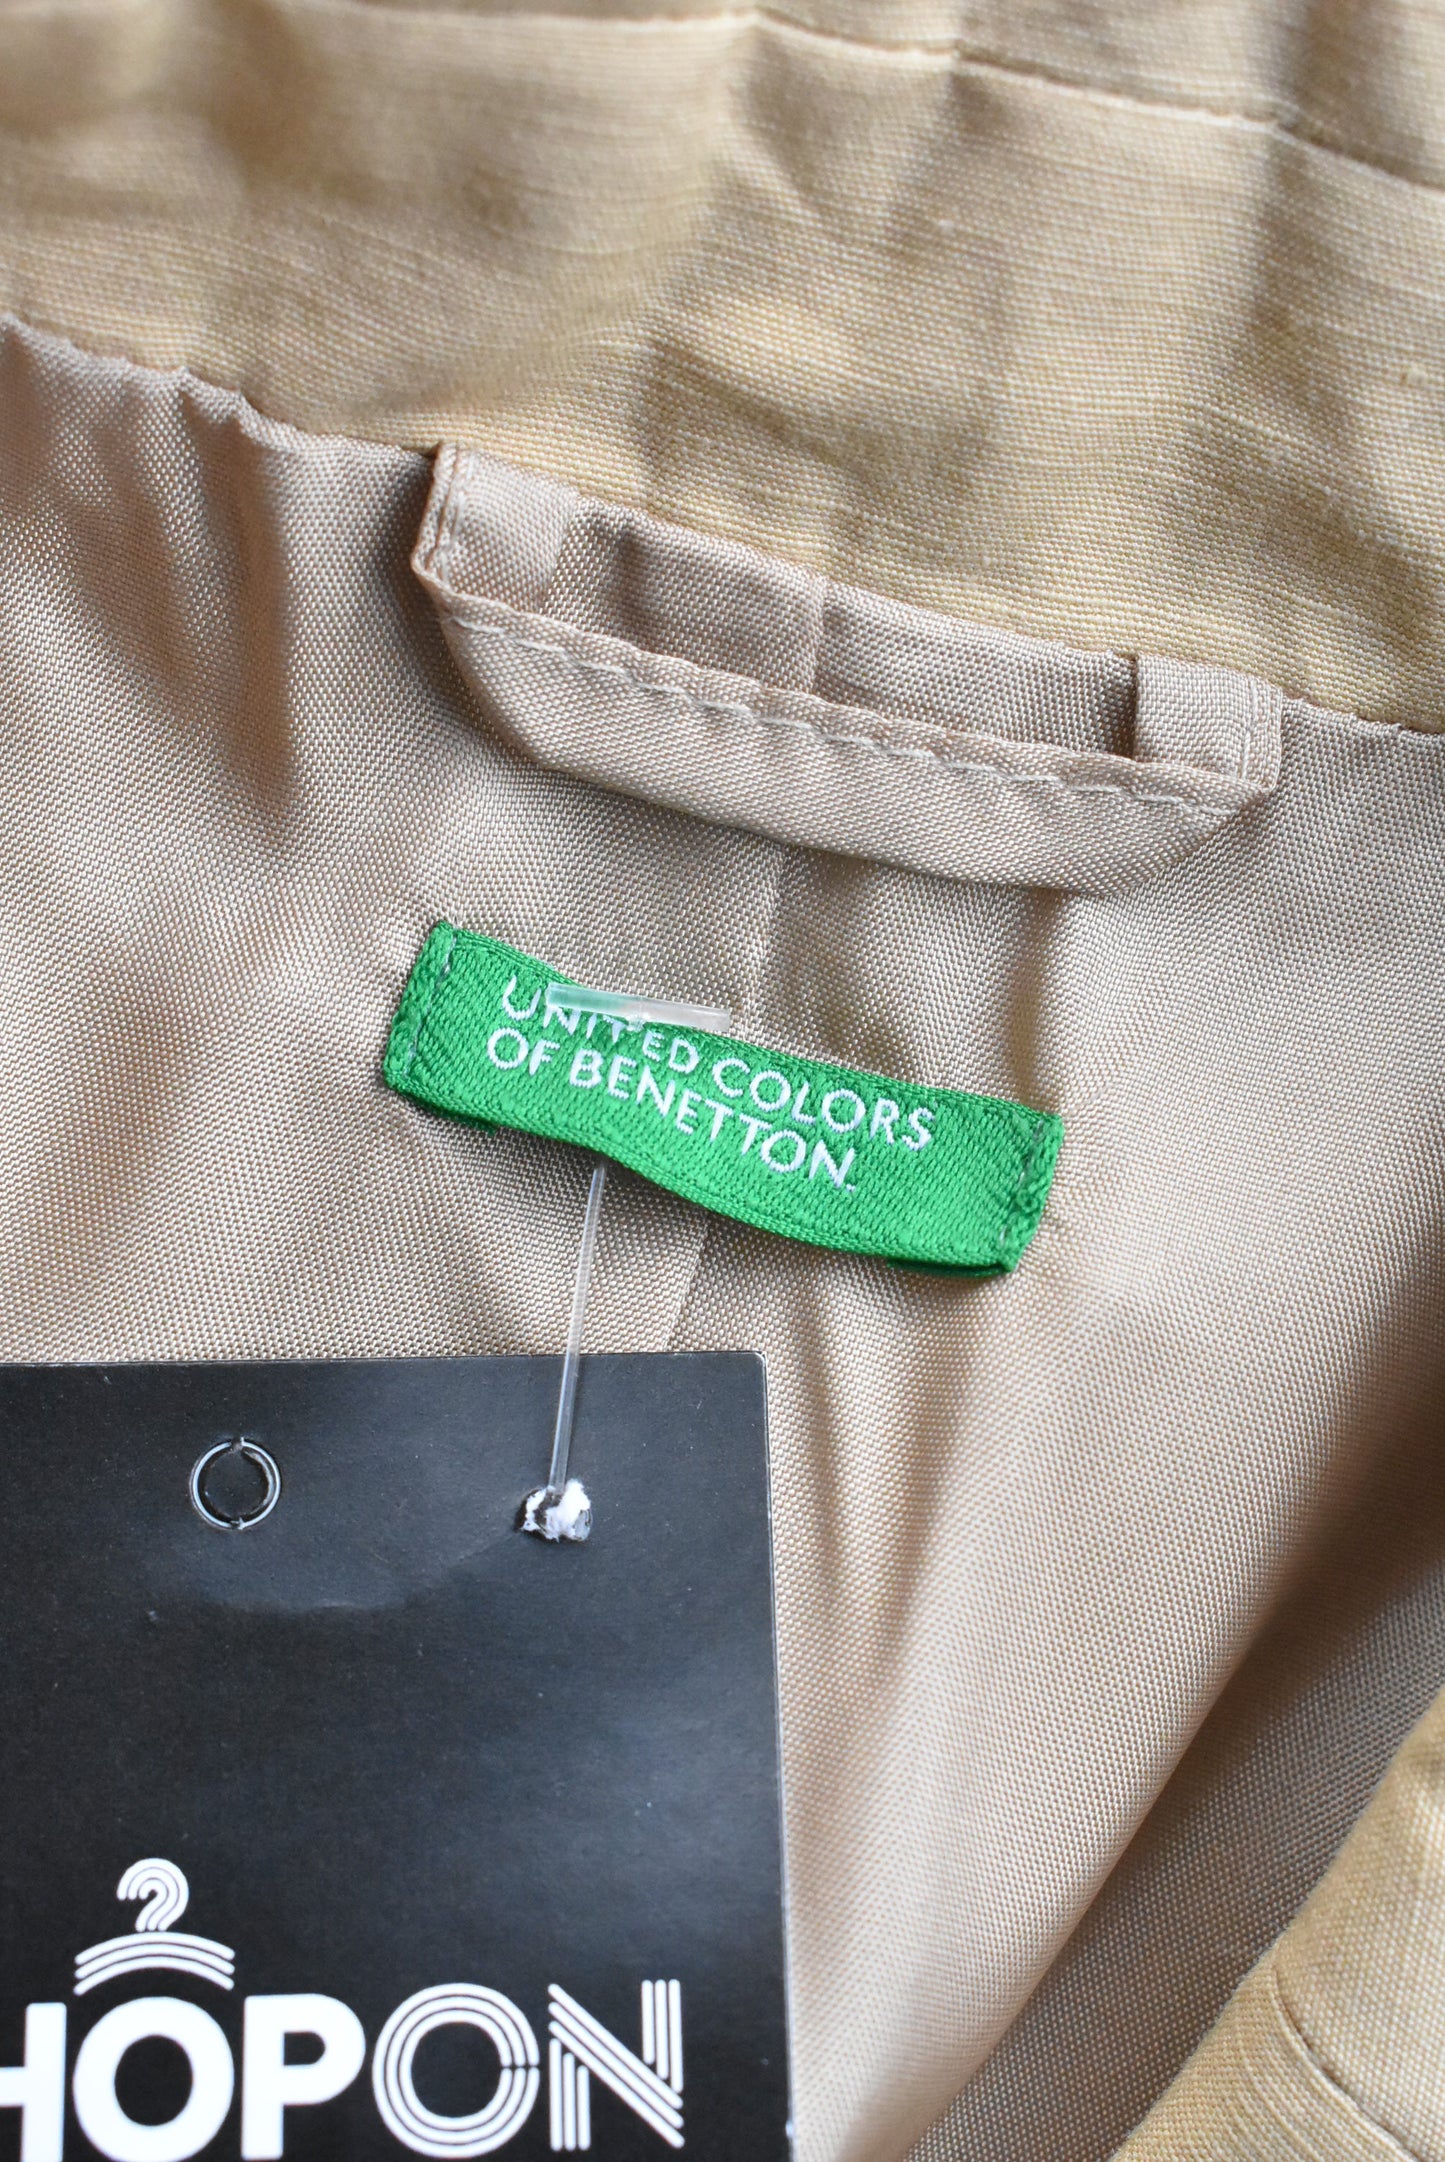 UNITED COLORS
OF BENETTON.
HOPON